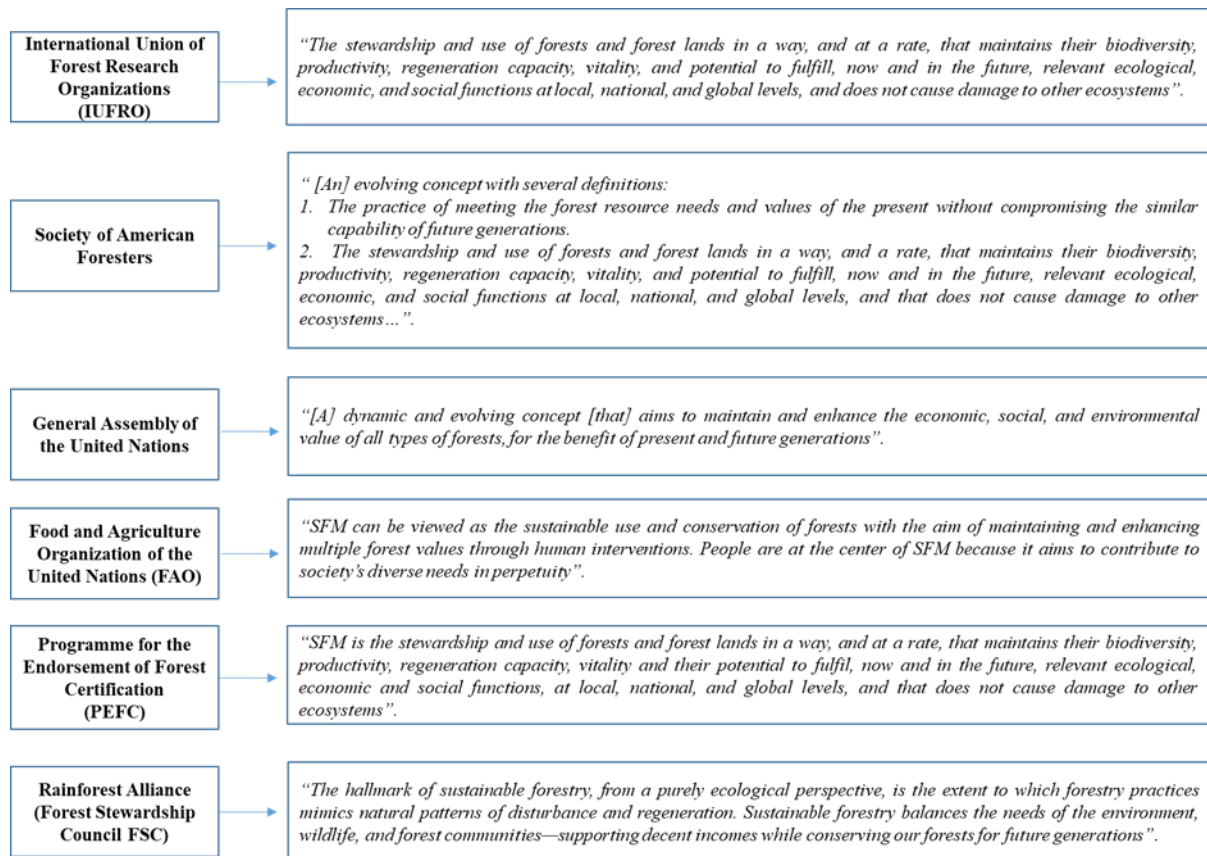 International Union of
Forest Research
Organizations
(IUFRO)
“The stewardship and use of forests and forest lands in a way, and at a rate, that maintains their biodiversity,
productivity, regeneration capacity, vitality, and potential to fulfill, now and in the future, relevant ecological,
economic, and social functions at local, national, and global levels, and does not cause damage to other ecosystems”.
Society of American
Foresters
“ [An] evolving concept with several definitions:
1. The practice of meeting the forest resource needs and values of the present without compromising the similar
capability of future generations.
2. The stewardship and use of forests and forest lands in a way, and a rate, that maintains their biodiversity,
productivity, regeneration capacity, vitality, and potential to fulfill, now and in the future, relevant ecological,
economic, and social functions at local, national, and global levels, and that does not cause damage to other
ecosystems…”.
General Assembly of
the United Nations
“[A] dynamic and evolving concept [that] aims to maintain and enhance the economic, social, and environmental
value of all types of forests, for the benefit of present and future generations”.
Food and Agriculture
Organization of the
United Nations (FAO)
“SFM can be viewed as the sustainable use and conservation of forests with the aim of maintaining and enhancing
multiple forest values through human interventions. People are at the center of SFM because it aims to contribute to
society’s diverse needs in perpetuity”.
Programme for the
Endorsement of Forest
Certification
(PEFC)
“SFM is the stewardship and use of forests and forest lands in a way, and at a rate, that maintains their biodiversity,
productivity, regeneration capacity, vitality and their potential to fulfil, now and in the future, relevant ecological,
economic and social functions, at local, national, and global levels, and that does not cause damage to other
ecosystems”.
Rainforest Alliance
(Forest Stewardship
Council FSC)
“The hallmark of sustainable forestry, from a purely ecological perspective, is the extent to which forestry practices
mimics natural patterns of disturbance and regeneration. Sustainable forestry balances the needs of the environment,
wildlife, and forest communities—supporting decent incomes while conserving our forests for future generations”.